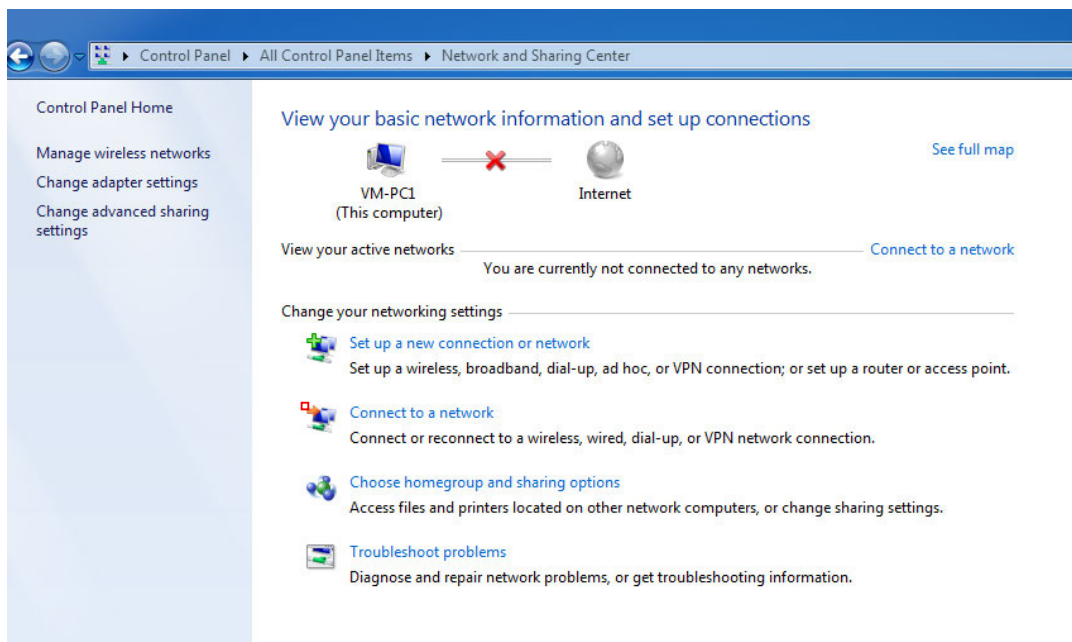 Control Panel ▸ All Control Panel Items ▸ Network and Sharing Center
Control Panel Home
Manage wireless networks
Change adapter settings
Change advanced sharing
settings
View your basic network information and set up connections
See full map
VM-PC1
(This computer)
Internet
View your active networks
Connect to a network
You are currently not connected to any networks.
Change your networking settings
Set up a new connection or network
Set up a wireless, broadband, dial-up, ad hoc, or VPN connection; or set up a router or access point.
Connect to a network
Connect or reconnect to a wireless, wired, dial-up, or VPN network connection.
Choose homegroup and sharing options
Access files and printers located on other network computers, or change sharing settings.
Troubleshoot problems
Diagnose and repair network problems, or get troubleshooting information.